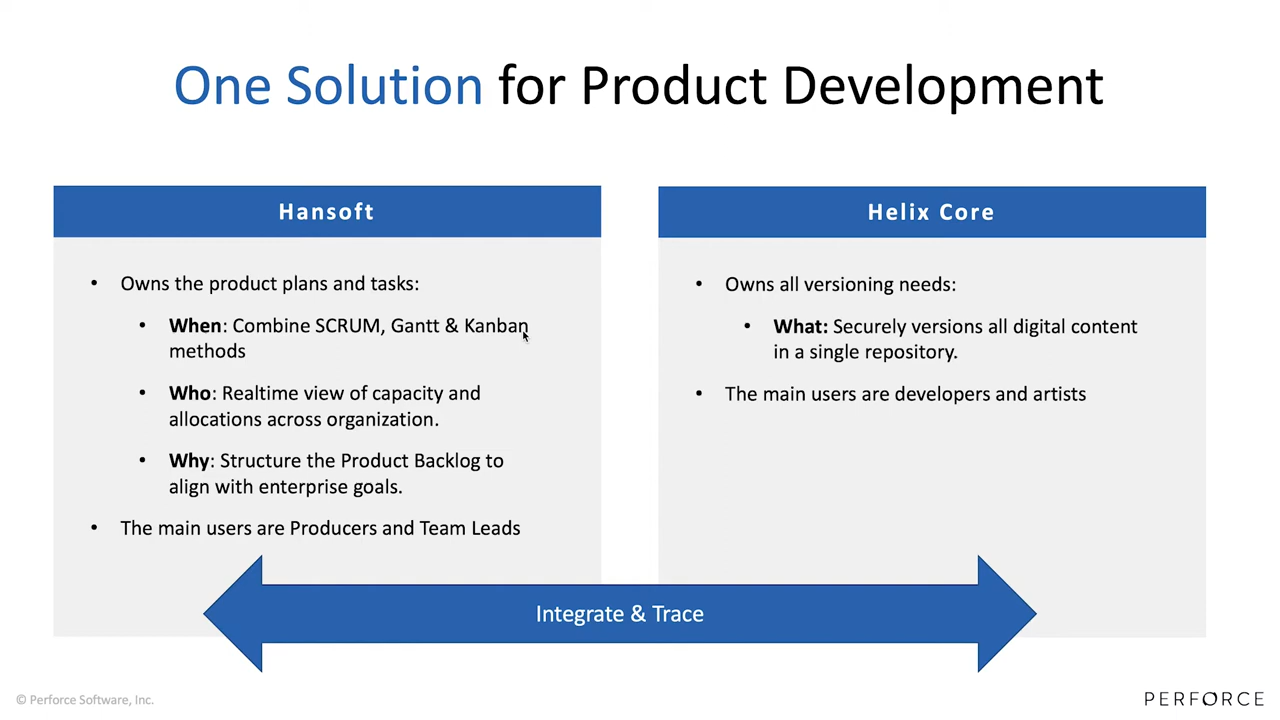 One Solution for Product Development
Hansoft
• Owns the product plans and tasks:
• When: Combine SCRUM, Gantt & Kanban
methods
• Who: Realtime view of capacity and
allocations across organization.
• Why: Structure the Product Backlog to
align with enterprise goals.
• The main users are Producers and Team Leads
Helix Core
• Owns all versioning needs:
• What: Securely versions all digital content
in a single repository.
• The main users are developers and artists
Integrate & Trace
© Perforce Software, Inc.
PERFORCE